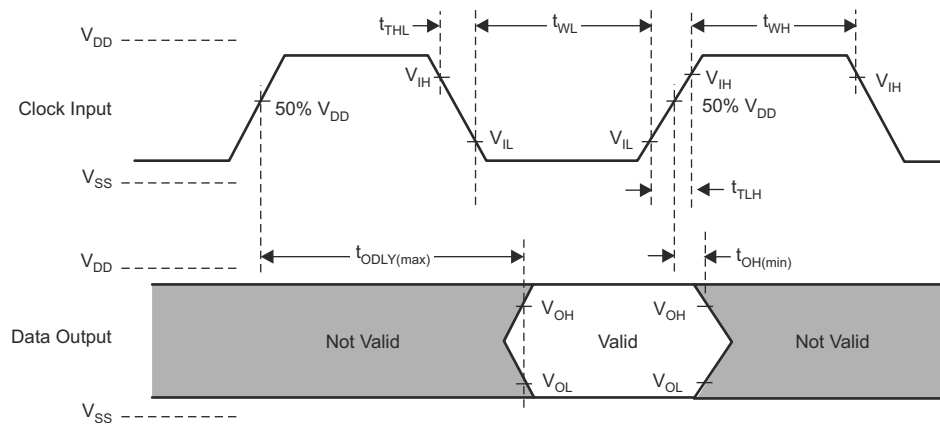 t_THL t_WL t_WH
V_DD
V_IH V_IH V_IH
Clock Input 50% V_DD 50% V_DD
V_IL V_IL
V_SS
t_TLH
t_ODLY(max) t_OH(min)
V_DD
V_OH V_OH
Data Output Not Valid Valid Not Valid
V_OL V_OL
V_SS